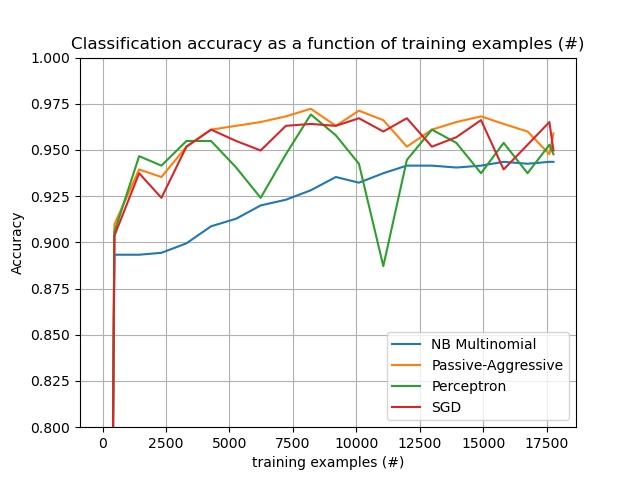 Classification accuracy as a function of training examples (#)
1.000
0.975
0.950
0.925
0.900
0.875
0.850
0.825
0.800
Accuracy
NB Multinomial
Passive-Aggressive
Perceptron
SGD
0 2500 5000 7500 10000 12500 15000 17500
training examples (#)